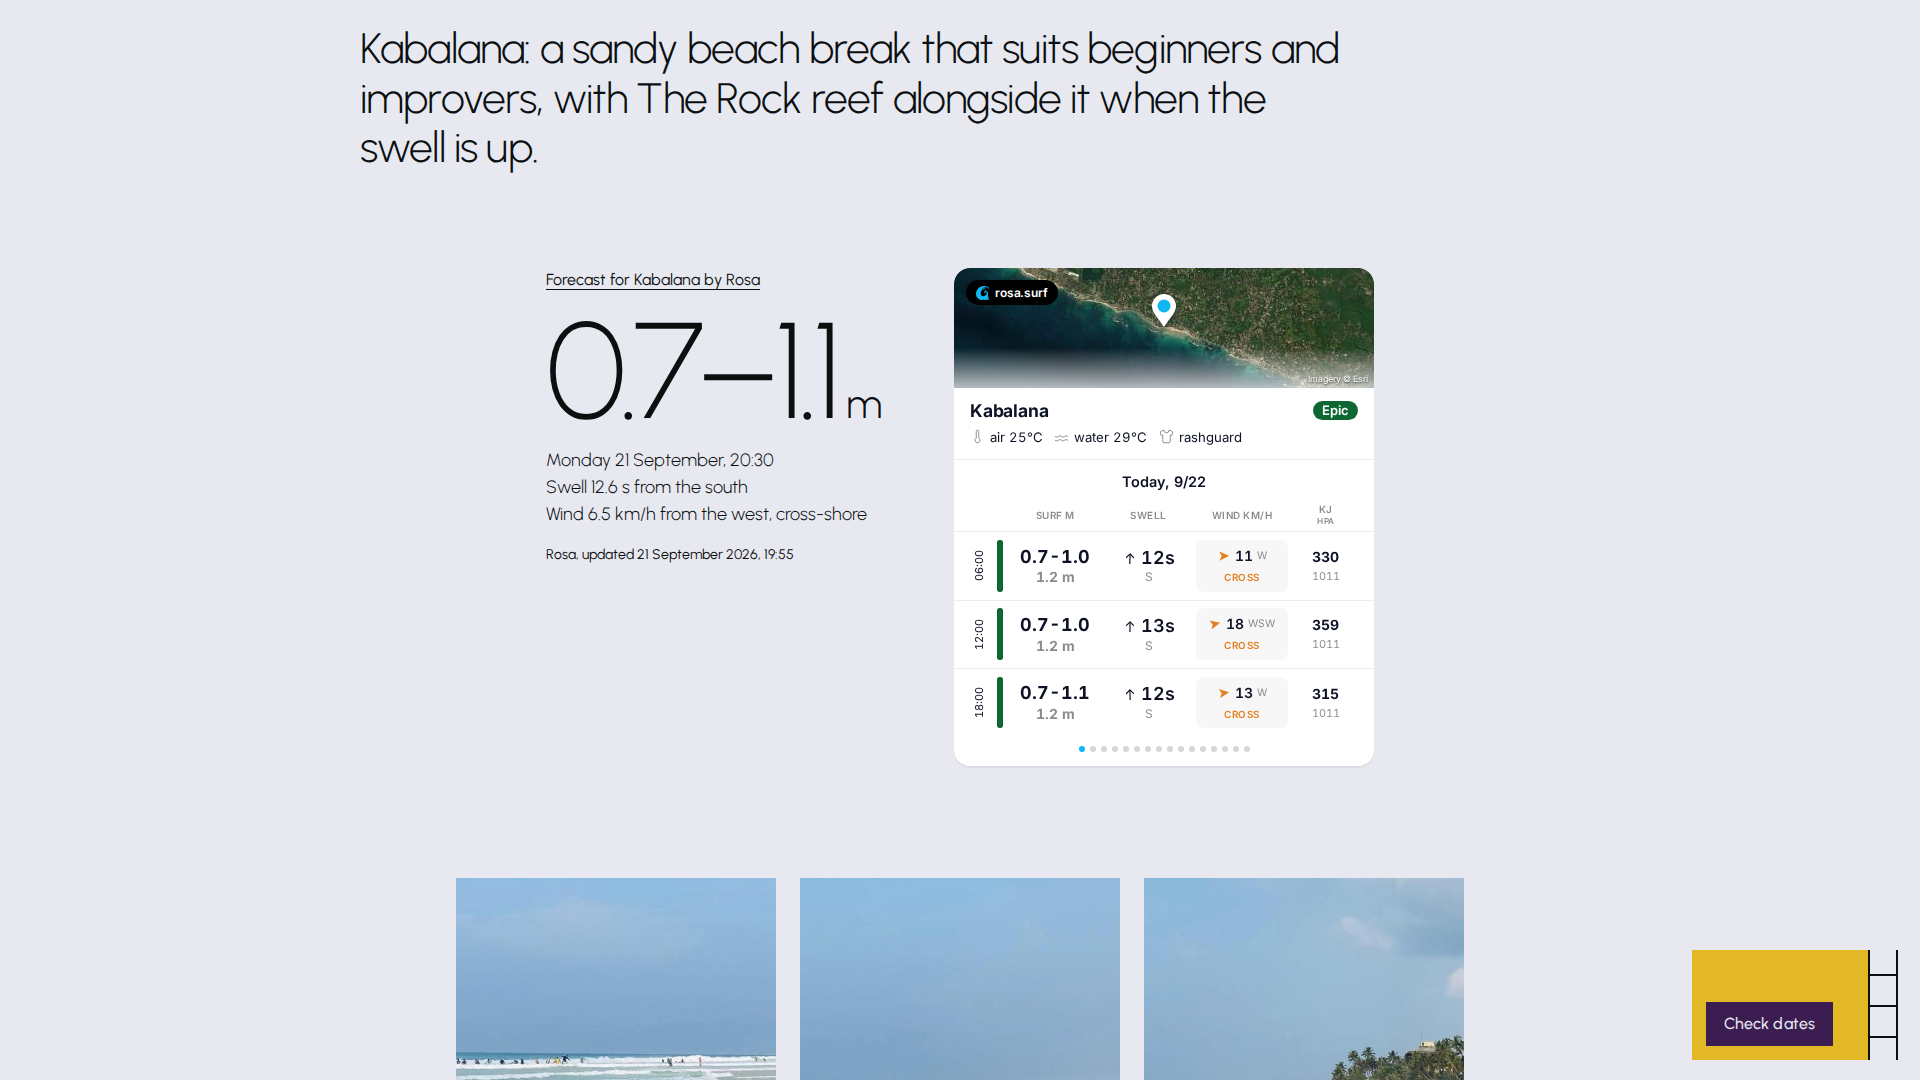 Kabalana: a sandy beach break that suits beginners and
improvers, with The Rock reef alongside it when the
swell is up.
Forecast for Kabalana by Rosa
0.7–1.1 m
Monday 21 September, 20:30
Swell 12.6 s from the south
Wind 6.5 km/h from the west, cross-shore
Rosa, updated 21 September 2026, 19:55
rosa.surf
Imagery © Esri
Kabalana Epic
air 25°C water 29°C rashguard
Today, 9/22
SURF M SWELL WIND KM/H KJ
HPA
06:00 0.7-1.0 12s 11 W 330
1.2 m S CROSS 1011
12:00 0.7-1.0 13s 18 WSW 359
1.2 m S CROSS 1011
18:00 0.7-1.1 12s 13 W 315
1.2 m S CROSS 1011
Check dates